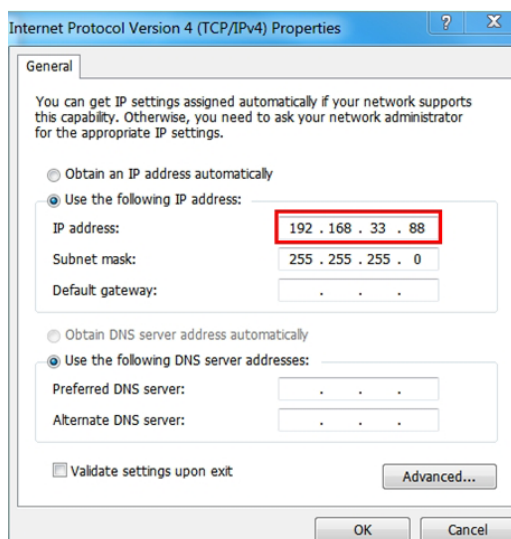 Internet Protocol Version 4 (TCP/IPv4) Properties
? X
General
You can get IP settings assigned automatically if your network supports
this capability. Otherwise, you need to ask your network administrator
for the appropriate IP settings.
Obtain an IP address automatically
Use the following IP address:
IP address: 192 . 168 . 33 . 88
Subnet mask: 255 . 255 . 255 . 0
Default gateway: . . .
Obtain DNS server address automatically
Use the following DNS server addresses:
Preferred DNS server: . . .
Alternate DNS server: . . .
Validate settings upon exit
Advanced...
OK Cancel